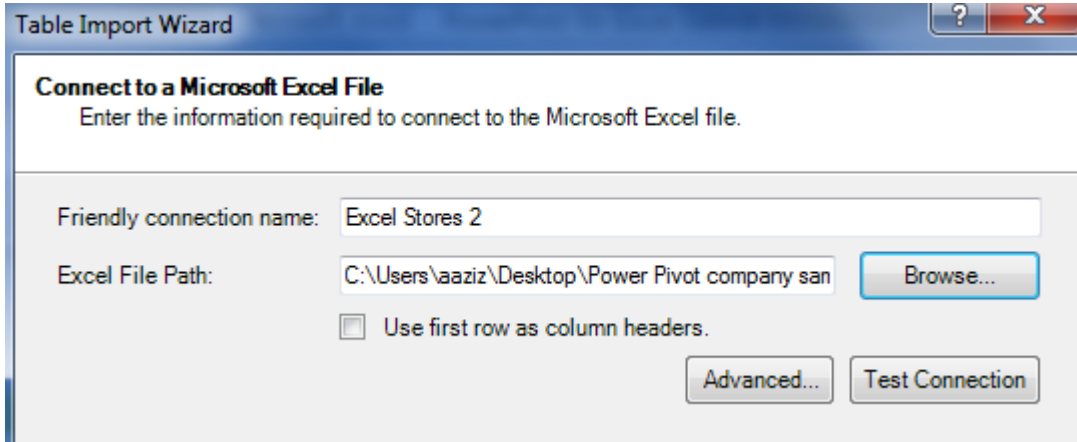 Table Import Wizard
?
X
Connect to a Microsoft Excel File
Enter the information required to connect to the Microsoft Excel file.
Friendly connection name: Excel Stores 2
Excel File Path: C:\Users\aaziz\Desktop\Power Pivot company san Browse...
Use first row as column headers.
Advanced... Test Connection